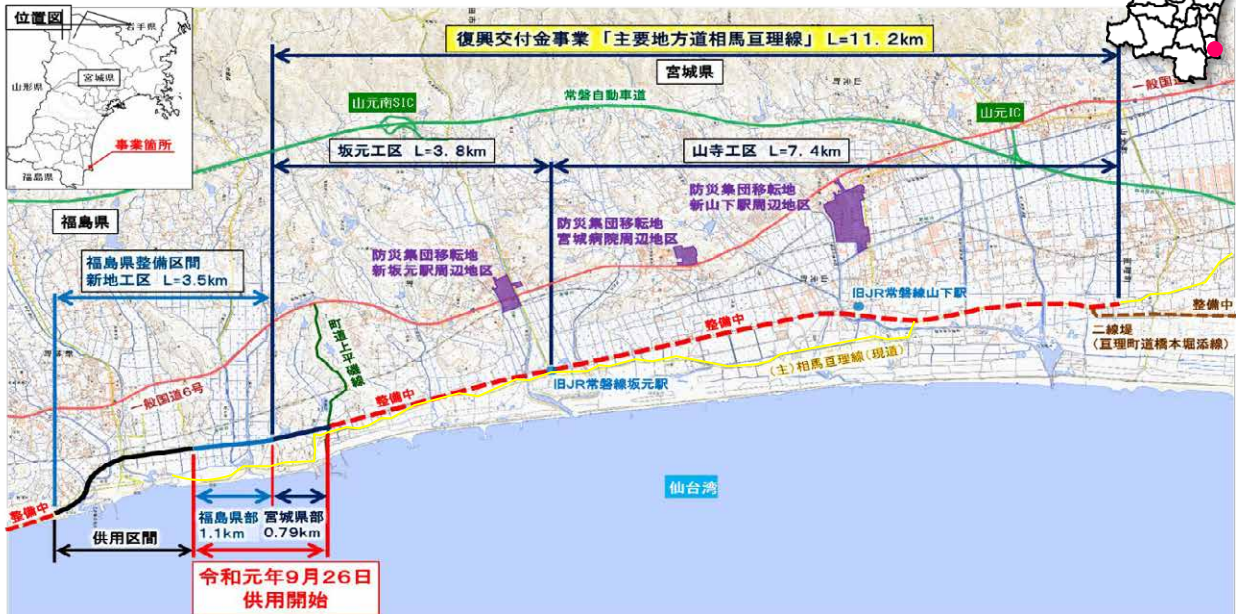 位置図
岩手県
宮城県
山形県
事業箇所
福島県
復興交付金事業 「主要地方道相馬亘理線」 L=11.2km
宮城県
山元南SIC
常磐自動車道
山元IC
一般国道
坂元工区 L=3.8km
山寺工区 L=7.4km
福島県
防災集団移転地
新山下駅周辺地区
防災集団移転地
宮城病院周辺地区
防災集団移転地
新坂元駅周辺地区
福島県整備区間
新地工区 L=3.5km
旧JR常磐線山下駅
整備中
整備中
二線堤
(亘理町道橋本堀添線)
町道上平磯線
(主)相馬亘理線(現道)
旧JR常磐線坂元駅
整備中
一般国道6号
仙台湾
整備中
福島県部
1.1km
宮城県部
0.79km
供用区間
令和元年9月26日
供用開始